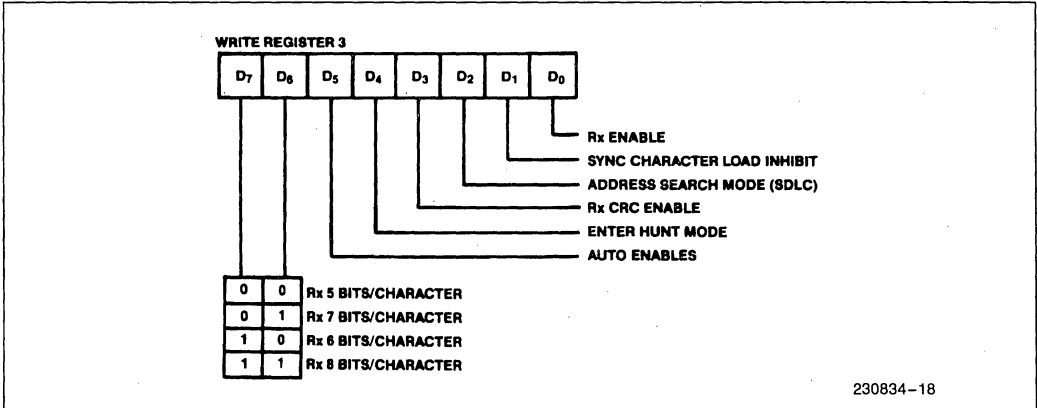 WRITE REGISTER 3
D7 D6 D5 D4 D3 D2 D1 D0
Rx ENABLE
SYNC CHARACTER LOAD INHIBIT
ADDRESS SEARCH MODE (SDLC)
Rx CRC ENABLE
ENTER HUNT MODE
AUTO ENABLES
0 0 Rx 5 BITS/CHARACTER
0 1 Rx 7 BITS/CHARACTER
1 0 Rx 6 BITS/CHARACTER
1 1 Rx 8 BITS/CHARACTER
230834-18